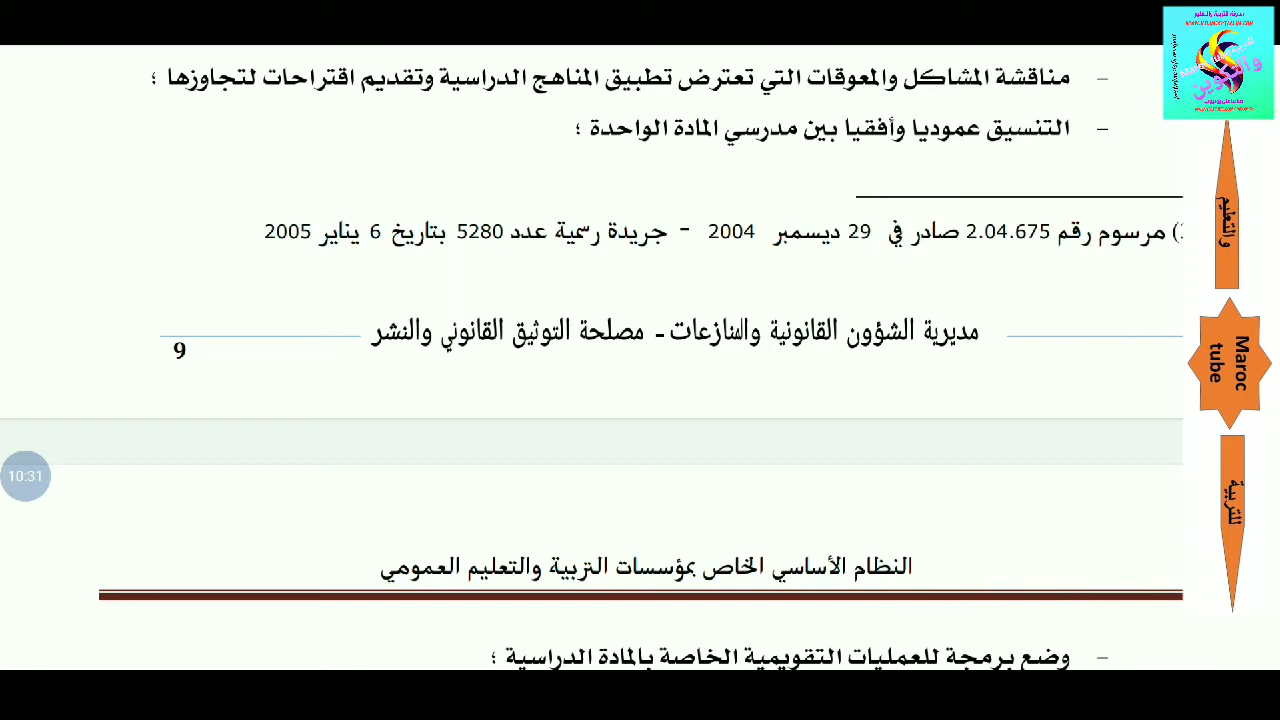 – مناقشة المشاكل والمعوقات التي تعترض تطبيق المناهج الدراسية وتقديم اقتراحات لتجاوزها ؛
– التنسيق عموديا وأفقيا بين مدرسي المادة الواحدة ؛
) مرسوم رقم 2.04.675 صادر في 29 ديسمبر 2004 – جريدة رسمية عدد 5280 بتاريخ 6 يناير 2005
مديرية الشؤون القانونية والمنازعات - مصلحة التوثيق القانوني والنشر
9
النظام الأساسي الخاص بمؤسسات التربية والتعليم العمومي
– وضع برمجة للعمليات التقويمية الخاصة بالمادة الدراسية ؛
10:31
والتكوين
والتعليم
Maroc
tube
للتربية